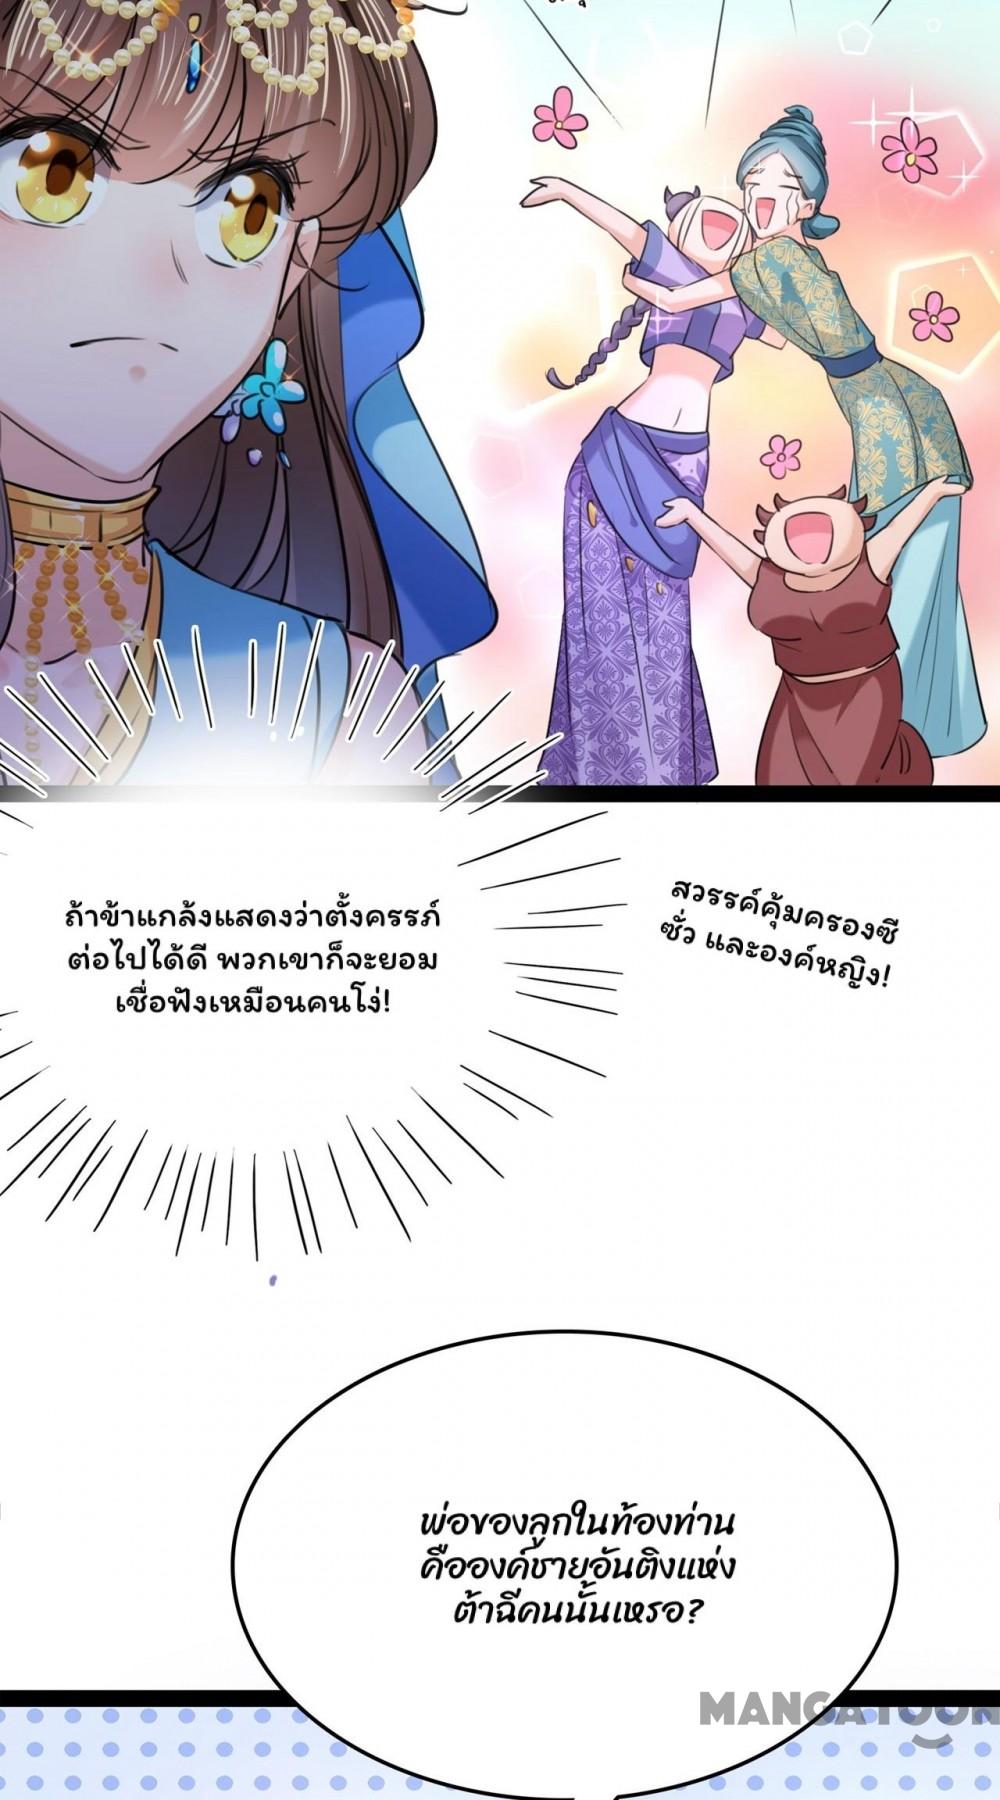 ถ้าข้าแกล้งแสดงว่าตั้งครรภ์
ต่อไปได้ดี พวกเขาก็จะยอม
เชื่อฟังเหมือนคนโง่!
สวรรค์คุ้มครองซี
ซั่ว และองค์หญิง!
พ่อของลูกในท้องท่าน
คือองค์ชายอันติงแห่ง
ต้าฉีคนนั้นเหรอ?
MANGATOON